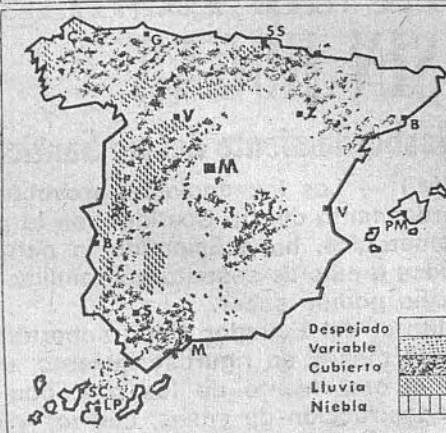 C
G
SS
V
Z
B
M
V
PM
B
S
M
SC
LP
Despejado
Variable
Cubierto
Lluvia
Niebla